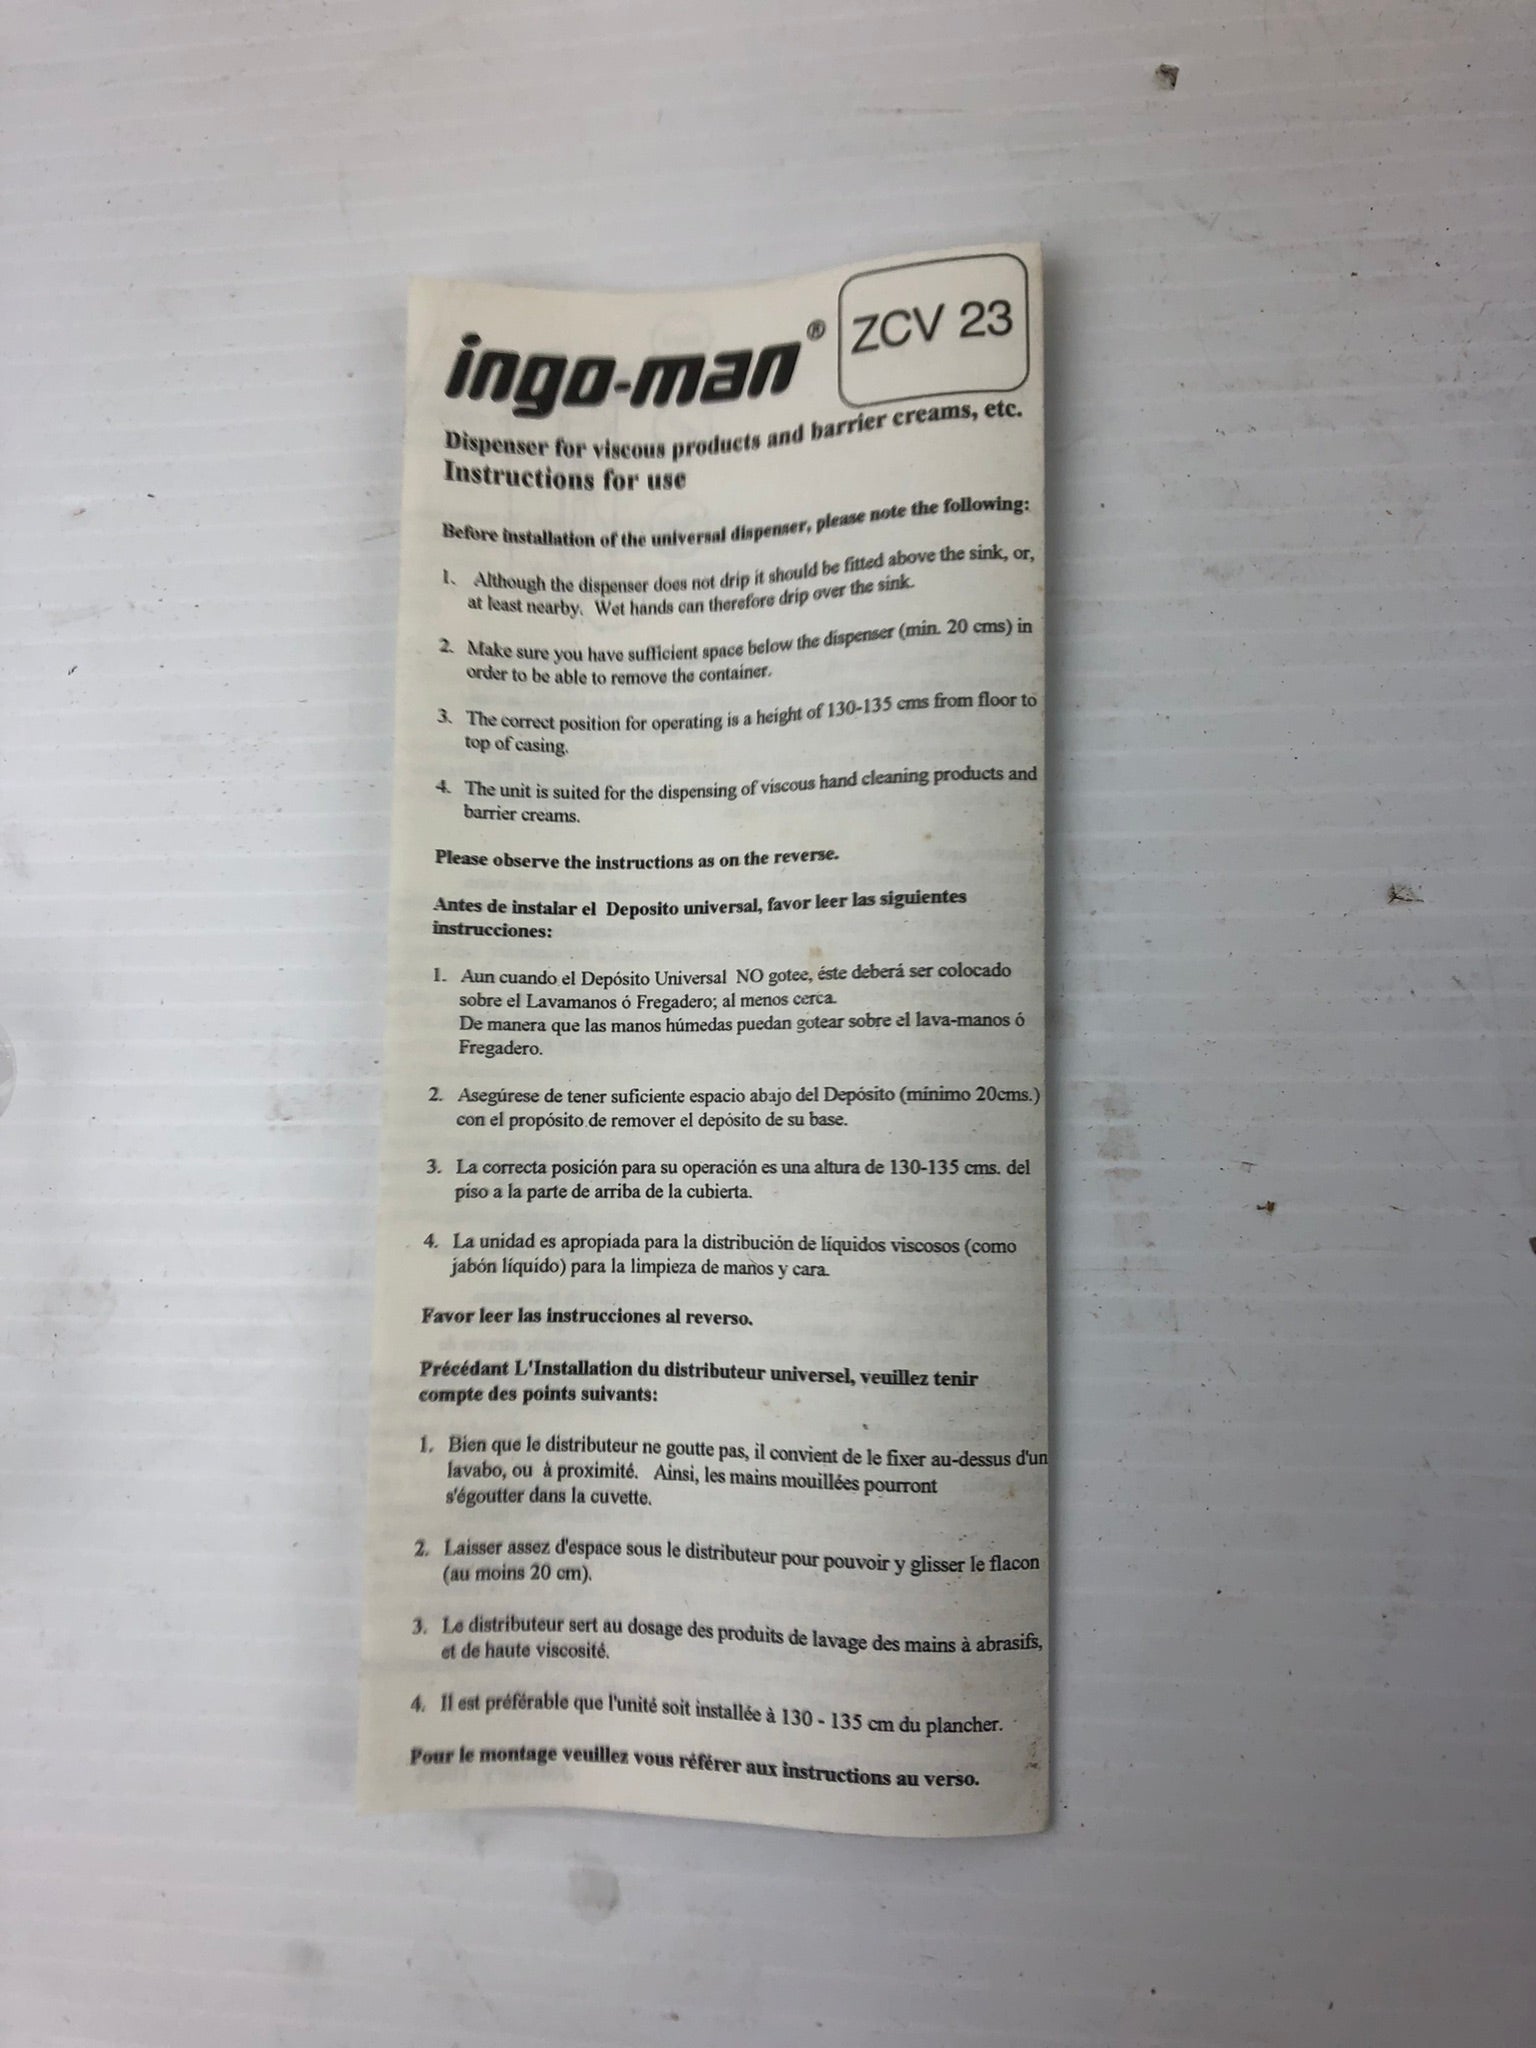 ingo-man®
ZCV 23
Dispenser for viscous products and barrier creams, etc.
Instructions for use
Before installation of the universal dispenser, please note the following:
1. Although the dispenser does not drip it should be fitted above the sink, or,
at least nearby. Wet hands can therefore drip over the sink.
2. Make sure you have sufficient space below the dispenser (min. 20 cms) in
order to be able to remove the container.
3. The correct position for operating is a height of 130-135 cms from floor to
top of casing.
4. The unit is suited for the dispensing of viscous hand cleaning products and
barrier creams.
Please observe the instructions as on the reverse.
Antes de instalar el Deposito universal, favor leer las siguientes
instrucciones:
1. Aun cuando el Depósito Universal NO gotee, éste deberá ser colocado
sobre el Lavamanos ó Fregadero; al menos cerca.
De manera que las manos húmedas puedan gotear sobre el lava-manos ó
Fregadero.
2. Asegúrese de tener suficiente espacio abajo del Depósito (mínimo 20cms.)
con el propósito de remover el depósito de su base.
3. La correcta posición para su operación es una altura de 130-135 cms. del
piso a la parte de arriba de la cubierta.
4. La unidad es apropiada para la distribución de líquidos viscosos (como
jabón líquido) para la limpieza de manos y cara.
Favor leer las instrucciones al reverso.
Précédant L'Installation du distributeur universel, veuillez tenir
compte des points suivants:
1. Bien que le distributeur ne goutte pas, il convient de le fixer au-dessus d'un
lavabo, ou à proximité. Ainsi, les mains mouillées pourront
s'égoutter dans la cuvette.
2. Laisser assez d'espace sous le distributeur pour pouvoir y glisser le flacon
(au moins 20 cm).
3. Le distributeur sert au dosage des produits de lavage des mains à abrasifs,
et de haute viscosité.
4. Il est préférable que l'unité soit installée à 130 - 135 cm du plancher.
Pour le montage veuillez vous référer aux instructions au verso.